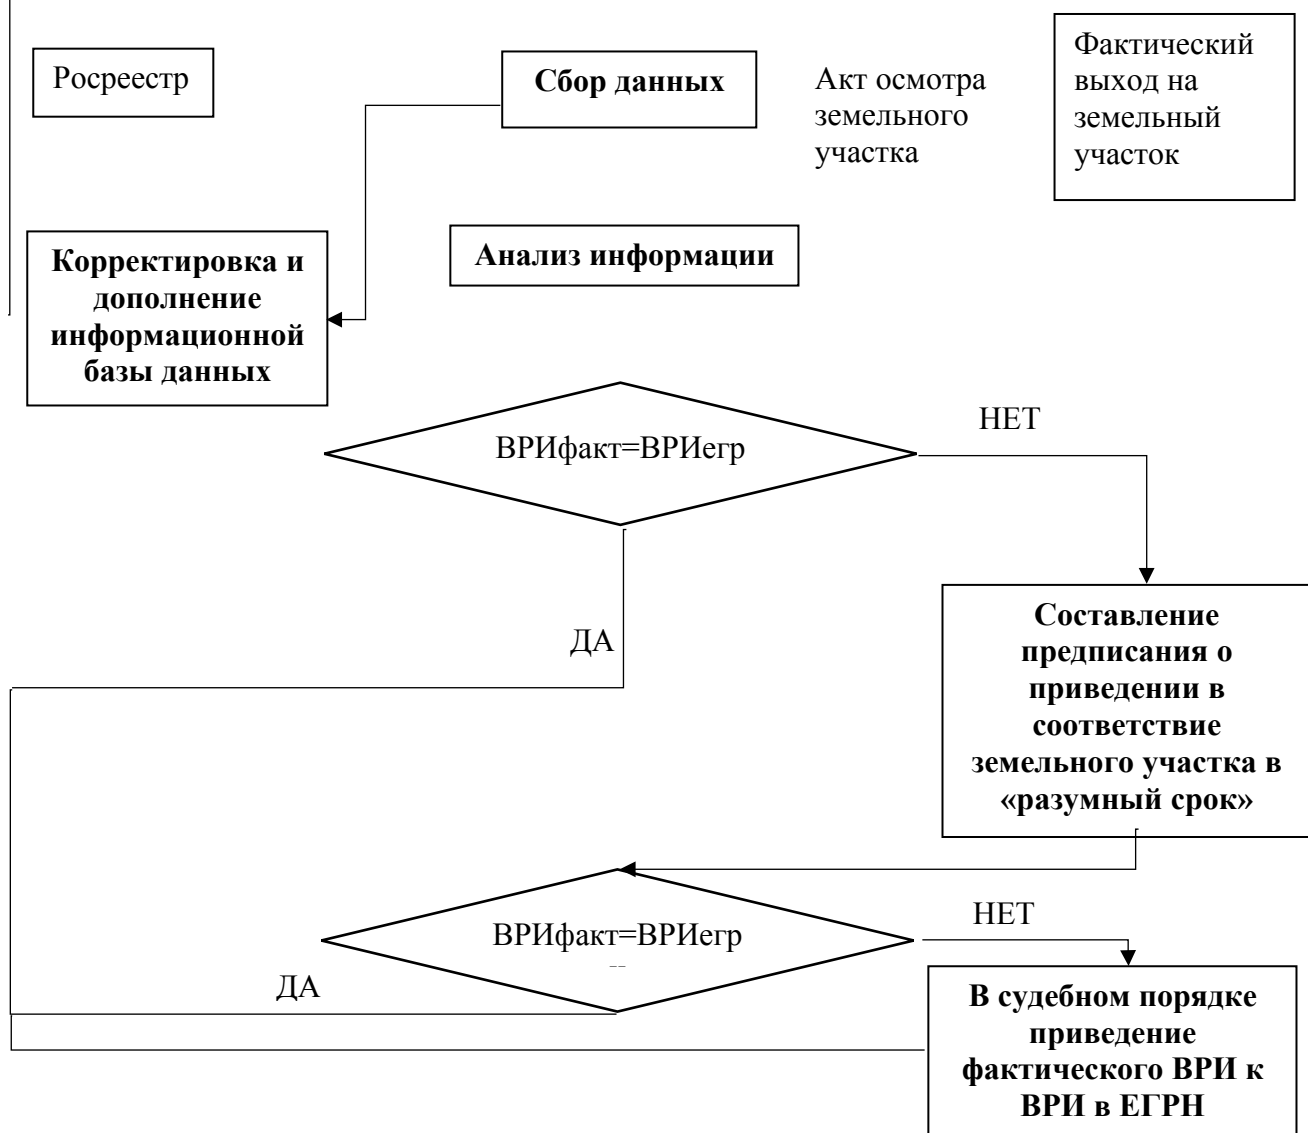 Росреестр
Сбор данных
Акт осмотра
земельного
участка
Фактический
выход на
земельный
участок
Корректировка и
дополнение
информационной
базы данных
Анализ информации
ВРИфакт=ВРИегр
НЕТ
ДА
Составление
предписания о
приведении в
соответствие
земельного участка в
«разумный срок»
ВРИфакт=ВРИегр
НЕТ
ДА
В судебном порядке
приведение
фактического ВРИ к
ВРИ в ЕГРН